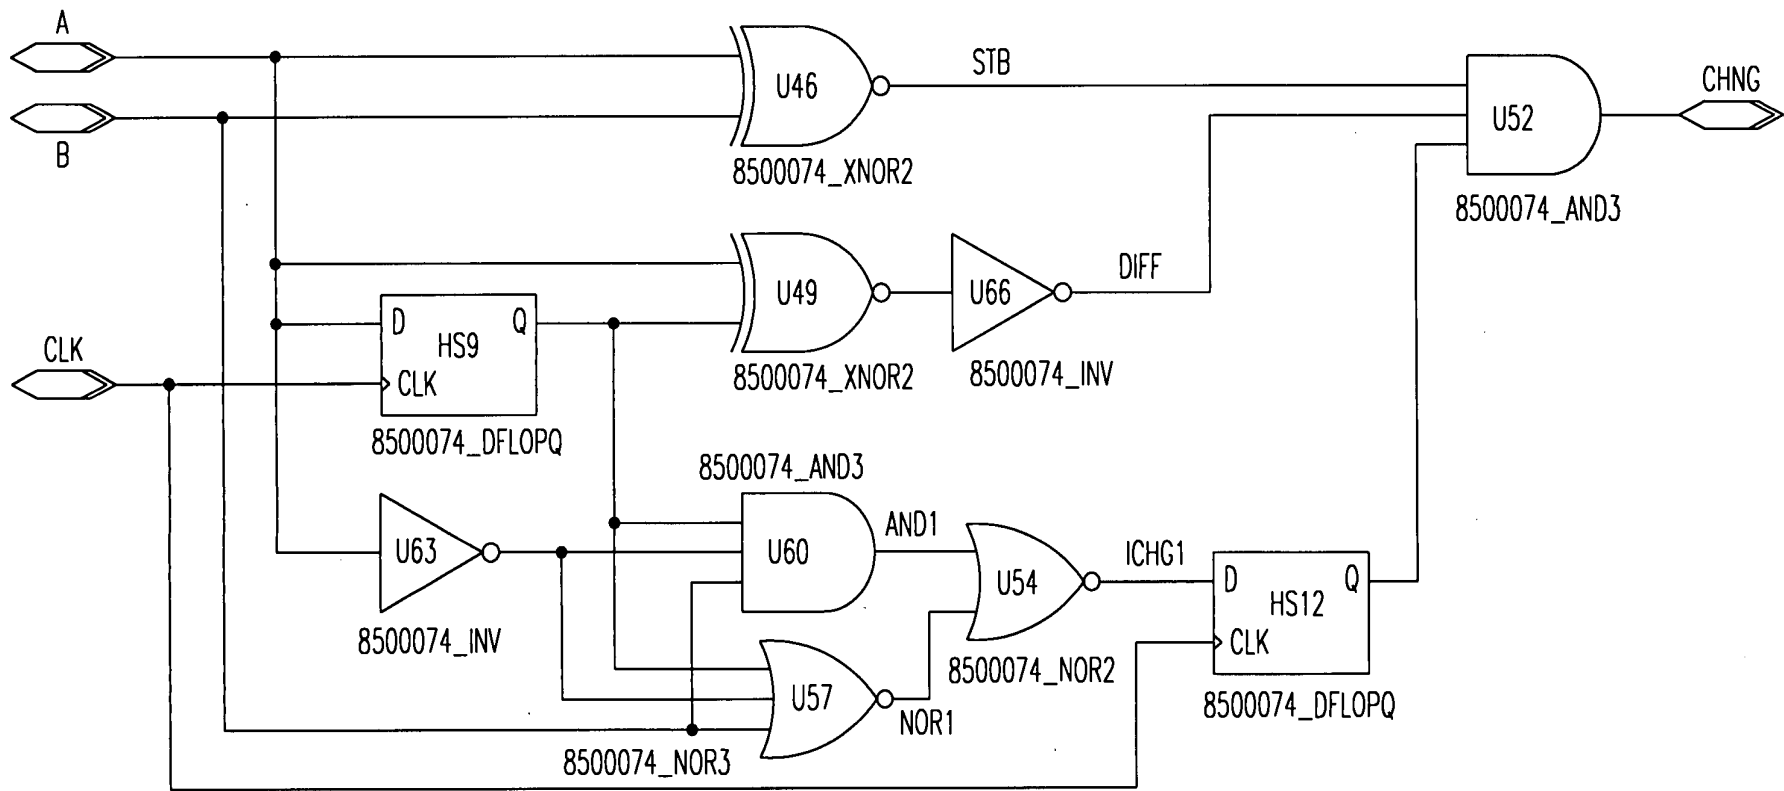 A
B
CLK
U46
8500074_XNOR2
STB
U52
8500074_AND3
CHNG
U49
8500074_XNOR2
U66
8500074_INV
DIFF
D
Q
HS9
CLK
8500074_DFLOPQ
U63
8500074_INV
8500074_AND3
U60
AND1
U54
8500074_NOR2
ICHG1
U57
NOR1
8500074_NOR3
D
Q
HS12
CLK
8500074_DFLOPQ